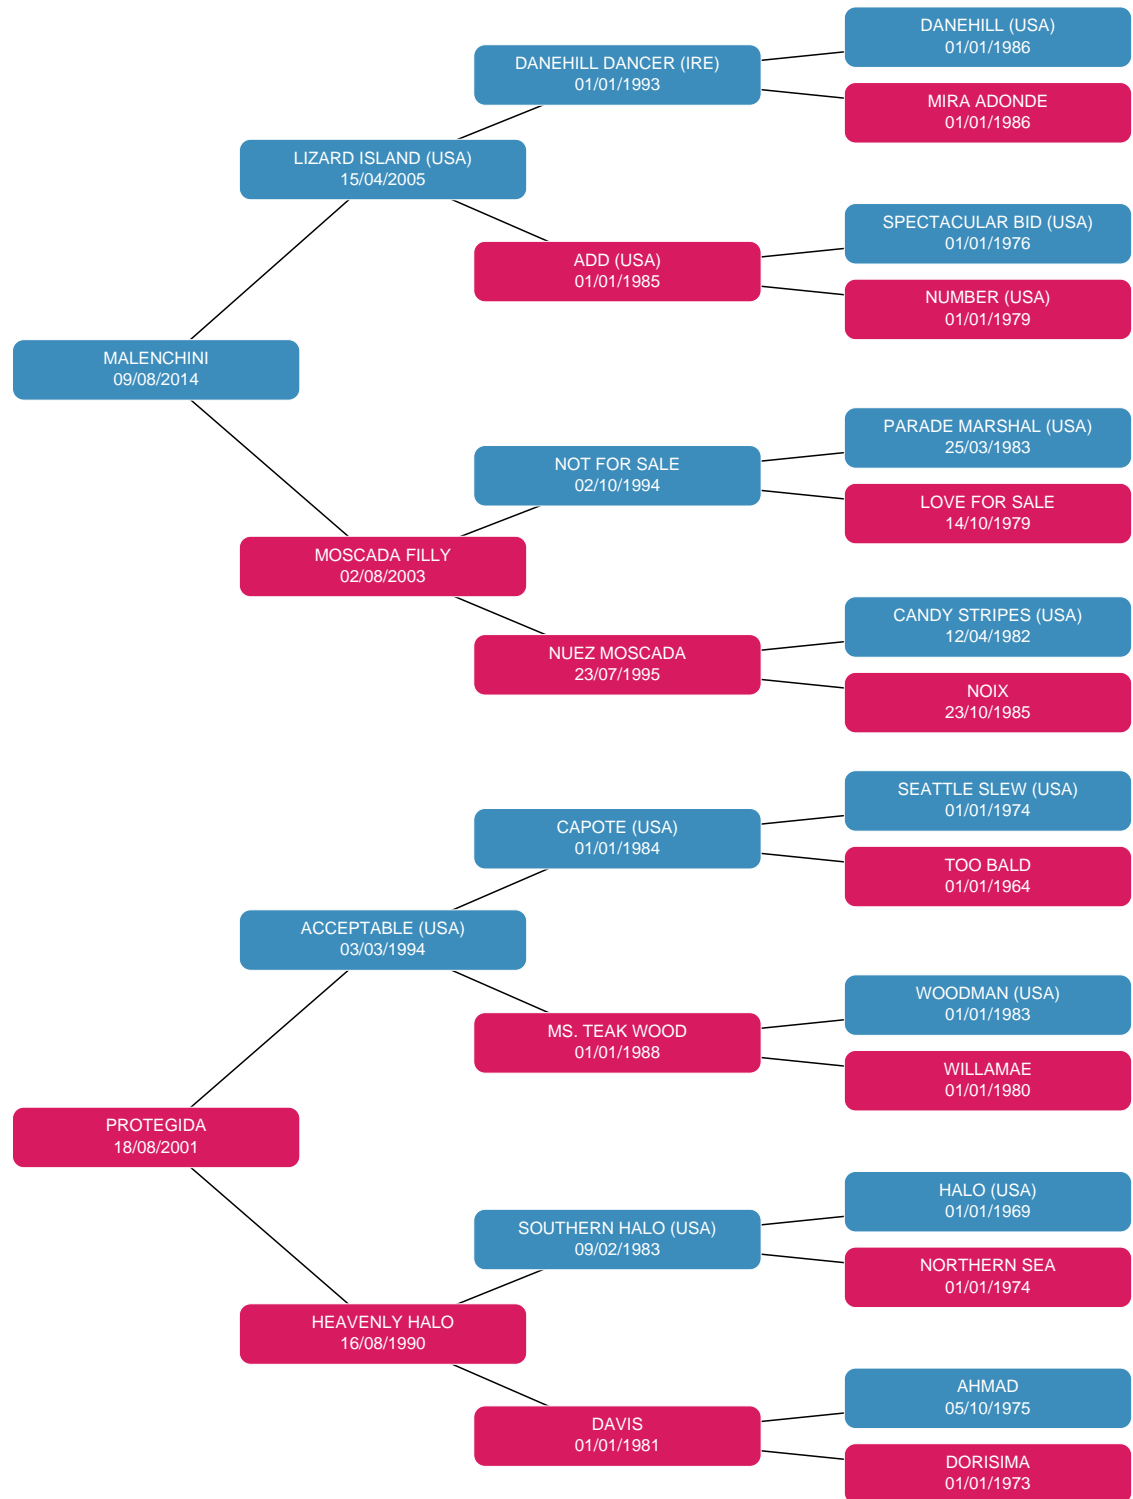 DANEHILL (USA)
01/01/1986
DANEHILL DANCER (IRE)
01/01/1993
MIRA ADONDE
01/01/1986
LIZARD ISLAND (USA)
15/04/2005
SPECTACULAR BID (USA)
01/01/1976
ADD (USA)
01/01/1985
NUMBER (USA)
01/01/1979
MALENCHINI
09/08/2014
PARADE MARSHAL (USA)
25/03/1983
NOT FOR SALE
02/10/1994
LOVE FOR SALE
14/10/1979
MOSCADA FILLY
02/08/2003
CANDY STRIPES (USA)
12/04/1982
NUEZ MOSCADA
23/07/1995
NOIX
23/10/1985
SEATTLE SLEW (USA)
01/01/1974
CAPOTE (USA)
01/01/1984
TOO BALD
01/01/1964
ACCEPTABLE (USA)
03/03/1994
WOODMAN (USA)
01/01/1983
MS. TEAK WOOD
01/01/1988
WILLAMAE
01/01/1980
PROTEGIDA
18/08/2001
HALO (USA)
01/01/1969
SOUTHERN HALO (USA)
09/02/1983
NORTHERN SEA
01/01/1974
HEAVENLY HALO
16/08/1990
AHMAD
05/10/1975
DAVIS
01/01/1981
DORISIMA
01/01/1973